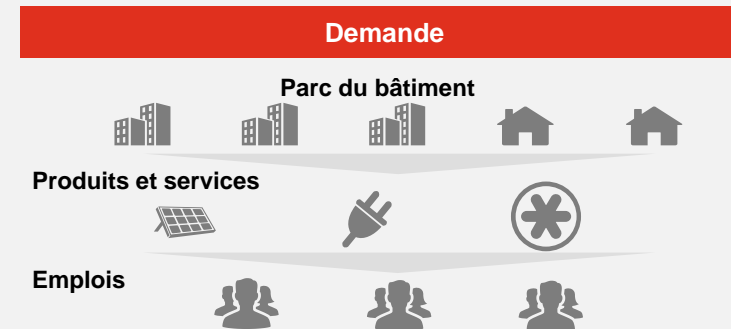 Demande
Parc du bâtiment
Produits et services
Emplois